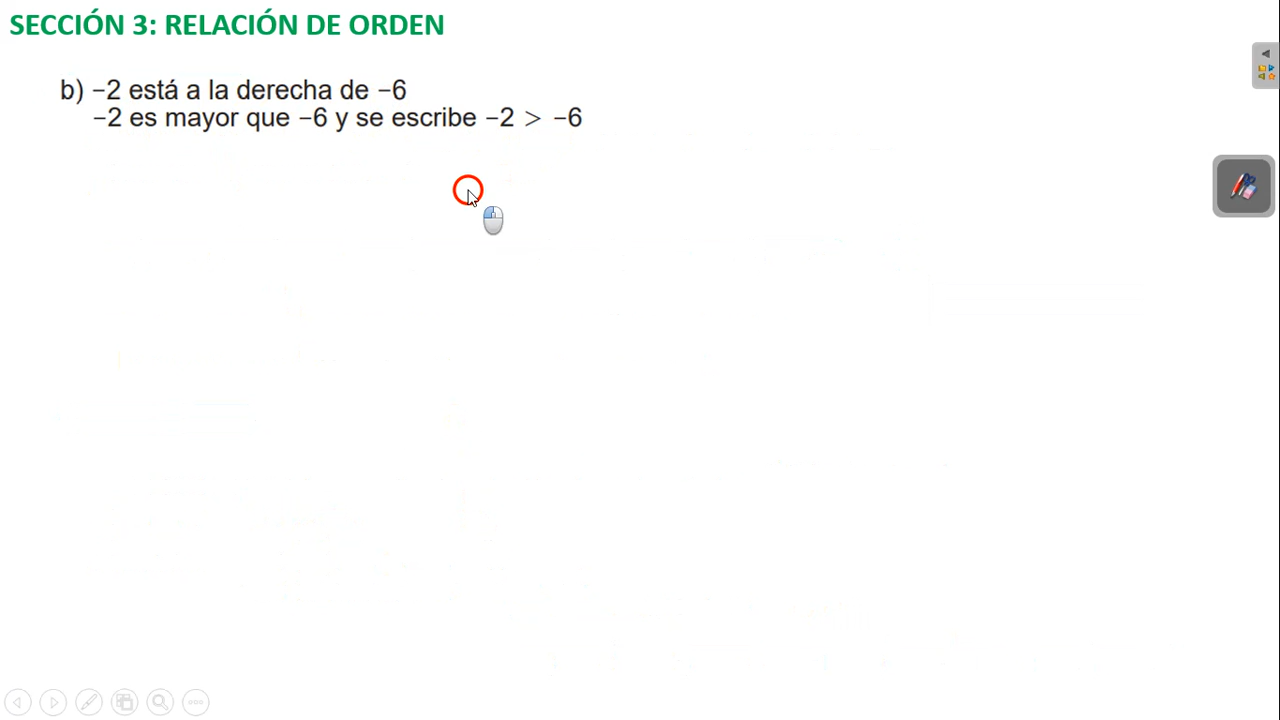 SECCIÓN 3: RELACIÓN DE ORDEN
b) −2 está a la derecha de −6
−2 es mayor que −6 y se escribe −2 > −6